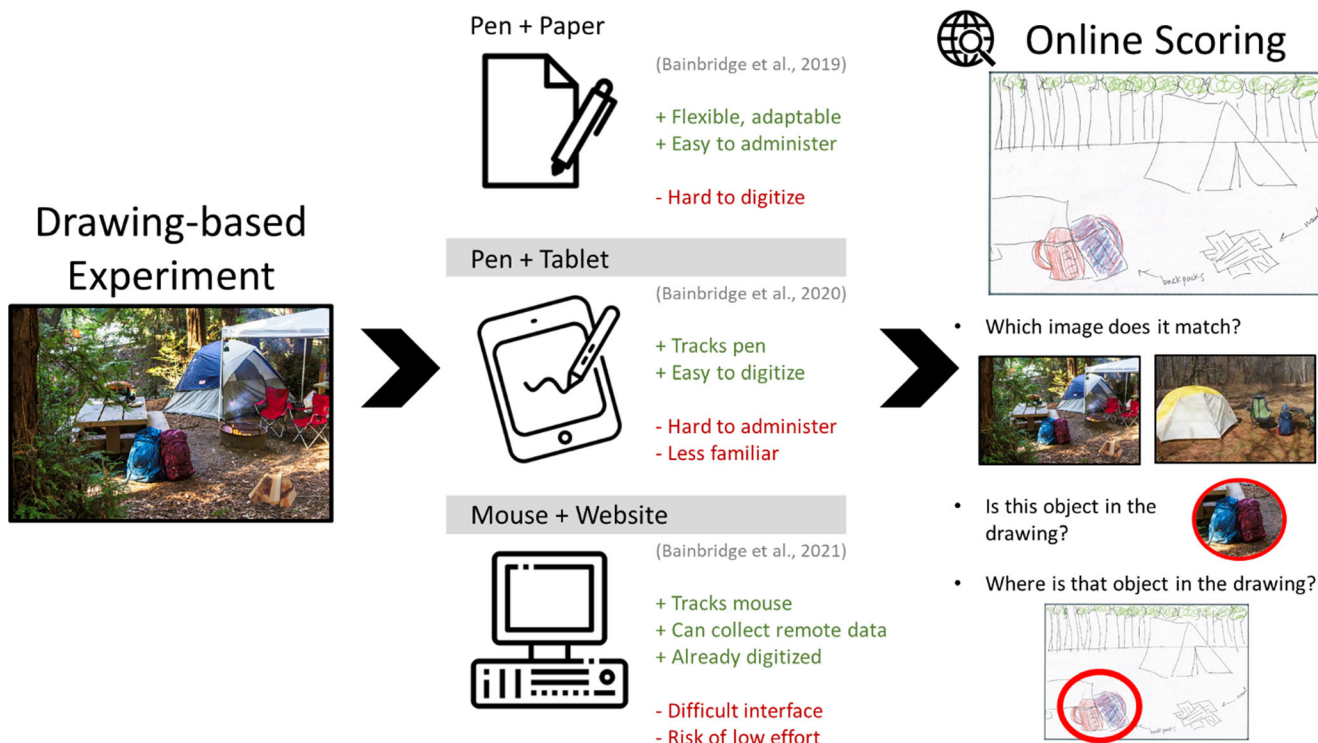 Drawing-based
Experiment
Pen + Paper
(Bainbridge et al., 2019)
+ Flexible, adaptable
+ Easy to administer
- Hard to digitize
Pen + Tablet
(Bainbridge et al., 2020)
+ Tracks pen
+ Easy to digitize
- Hard to administer
- Less familiar
Mouse + Website
(Bainbridge et al., 2021)
+ Tracks mouse
+ Can collect remote data
+ Already digitized
- Difficult interface
- Risk of low effort
Online Scoring
backpacks
• Which image does it match?
• Is this object in the
drawing?
• Where is that object in the drawing?
backpacks